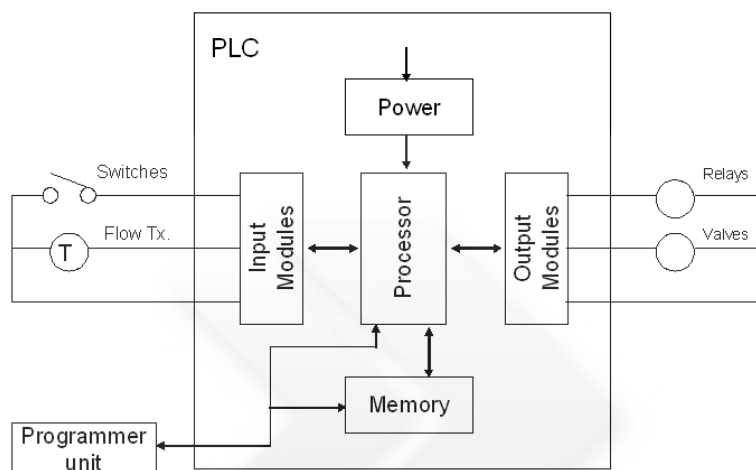 PLC
Power
Switches
Flow Tx.
T
Input
Modules
Processor
Output
Modules
Relays
Valves
Memory
Programmer
unit